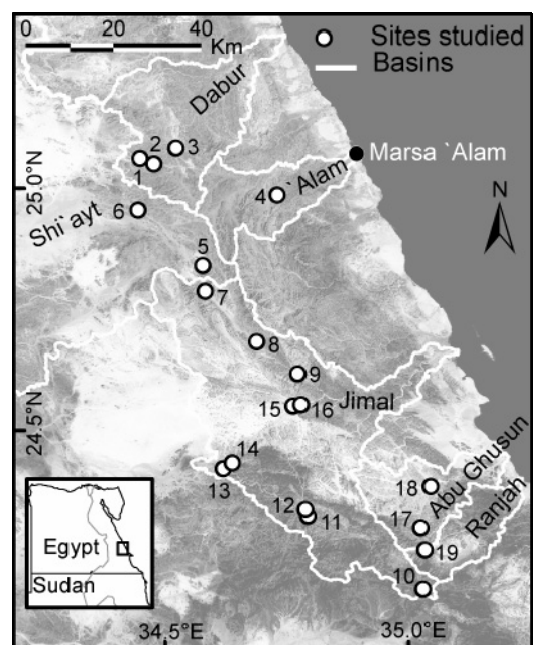 0 20 40
Km
Sites studied
Basins
Dabur
Marsa `Alam
2
3
1
4
`Alam
25.0°N
N
Shi`ayt
6
5
7
8
9
15
16
Jimal
24.5°N
14
13
18
Abu Ghusun
Ranjah
12
11
17
19
10
Egypt
Sudan
34.5°E
35.0°E